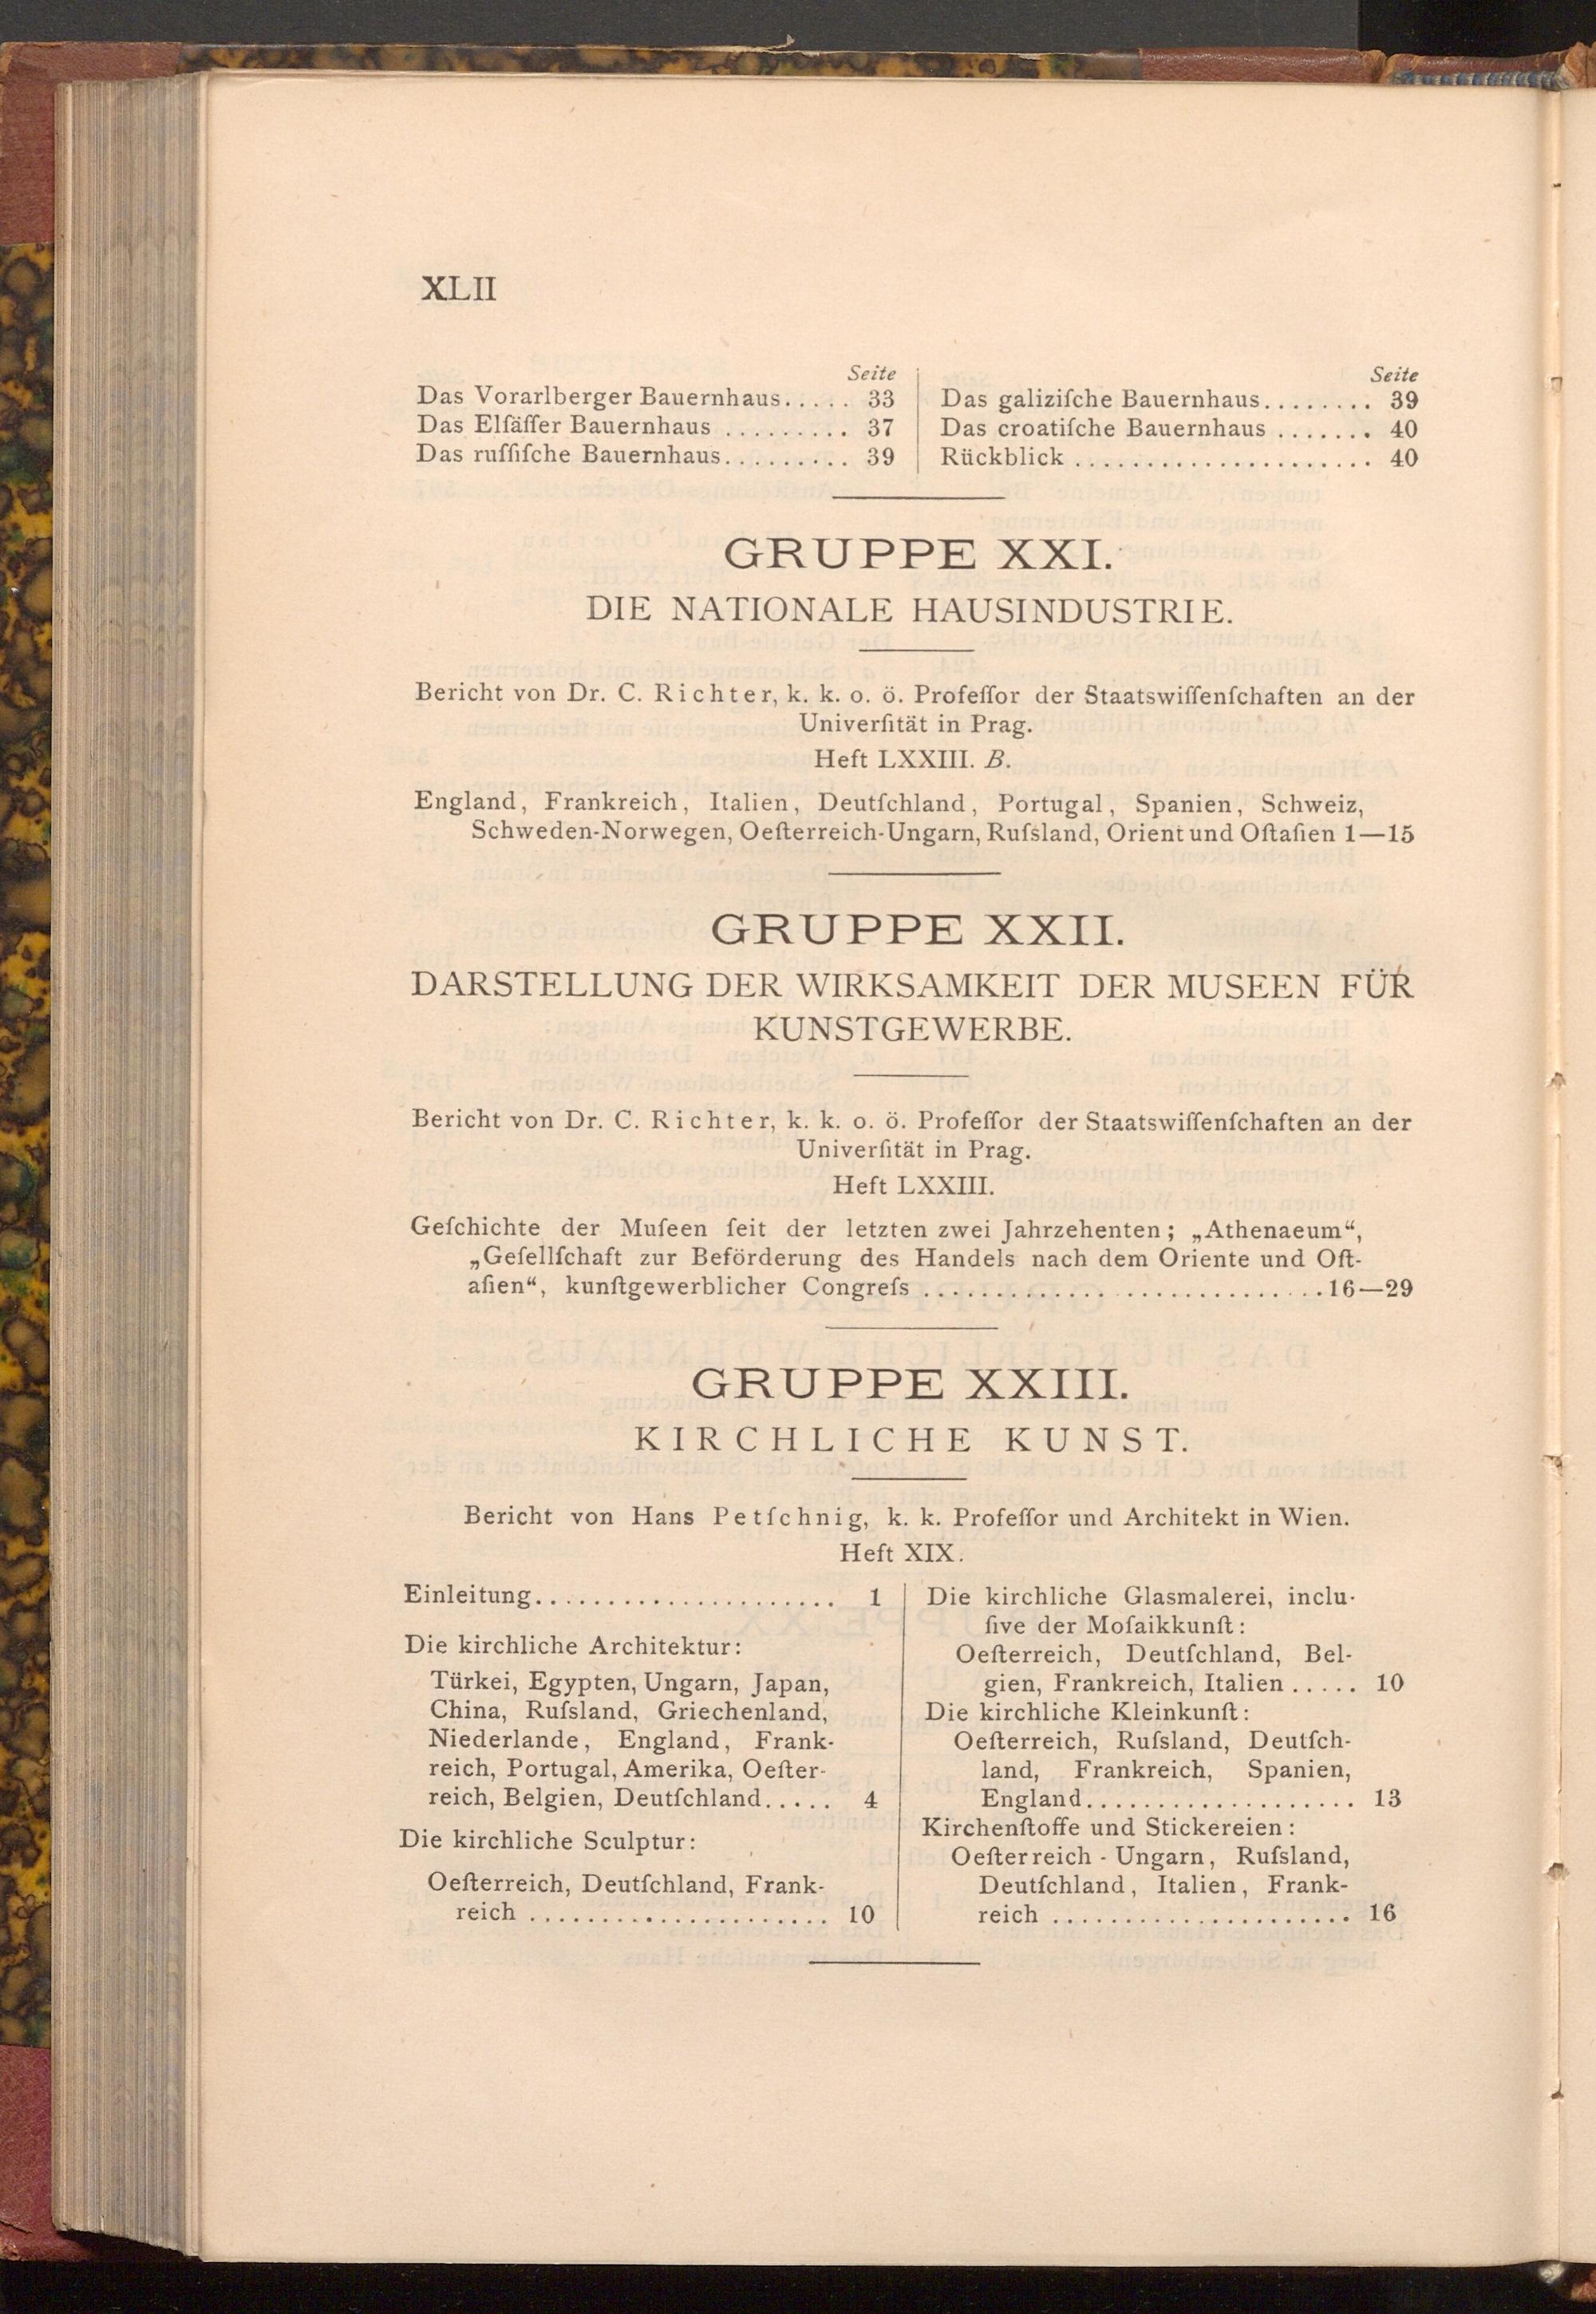 XLII
Seite
Das Vorarlberger Bauernhaus..... 33
Das Elſäſſer Bauernhaus ......... 37
Das ruſſiſche Bauernhaus......... 39
Seite
Das galiziſche Bauernhaus........ 39
Das croatiſche Bauernhaus ....... 40
Rückblick ..................... 40
GRUPPE XXI.
DIE NATIONALE HAUSINDUSTRIE.
Bericht von Dr. C. Richter, k. k. o. ö. Profeſſor der Staatswiſſenſchaften an der
Univerſität in Prag.
Heft LXXIII. B.
England, Frankreich, Italien, Deutſchland, Portugal, Spanien, Schweiz,
Schweden-Norwegen, Oeſterreich-Ungarn, Ruſsland, Orient und Oſtaſien 1—15
GRUPPE XXII.
DARSTELLUNG DER WIRKSAMKEIT DER MUSEEN FÜR
KUNSTGEWERBE.
Bericht von Dr. C. Richter, k. k. o. ö. Profeſſor der Staatswiſſenſchaften an der
Univerſität in Prag.
Heft LXXIII.
Geſchichte der Muſeen ſeit der letzten zwei Jahrzehenten; „Athenaeum“,
„Geſellſchaft zur Beförderung des Handels nach dem Oriente und Oſt-
aſien“, kunſtgewerblicher Congreſs ............................16—29
GRUPPE XXIII.
KIRCHLICHE KUNST.
Bericht von Hans Petſchnig, k. k. Profeſſor und Architekt in Wien.
Heft XIX.
Einleitung..................... 1
Die kirchliche Architektur:
Türkei, Egypten, Ungarn, Japan,
China, Ruſsland, Griechenland,
Niederlande, England, Frank-
reich, Portugal, Amerika, Oeſter-
reich, Belgien, Deutſchland..... 4
Die kirchliche Sculptur:
Oeſterreich, Deutſchland, Frank-
reich ..................... 10
Die kirchliche Glasmalerei, inclu-
ſive der Moſaikkunſt:
Oeſterreich, Deutſchland, Bel-
gien, Frankreich, Italien ..... 10
Die kirchliche Kleinkunſt:
Oeſterreich, Ruſsland, Deutſch-
land, Frankreich, Spanien,
England................... 13
Kirchenſtoffe und Stickereien:
Oeſterreich - Ungarn, Ruſsland,
Deutſchland, Italien, Frank-
reich ..................... 16